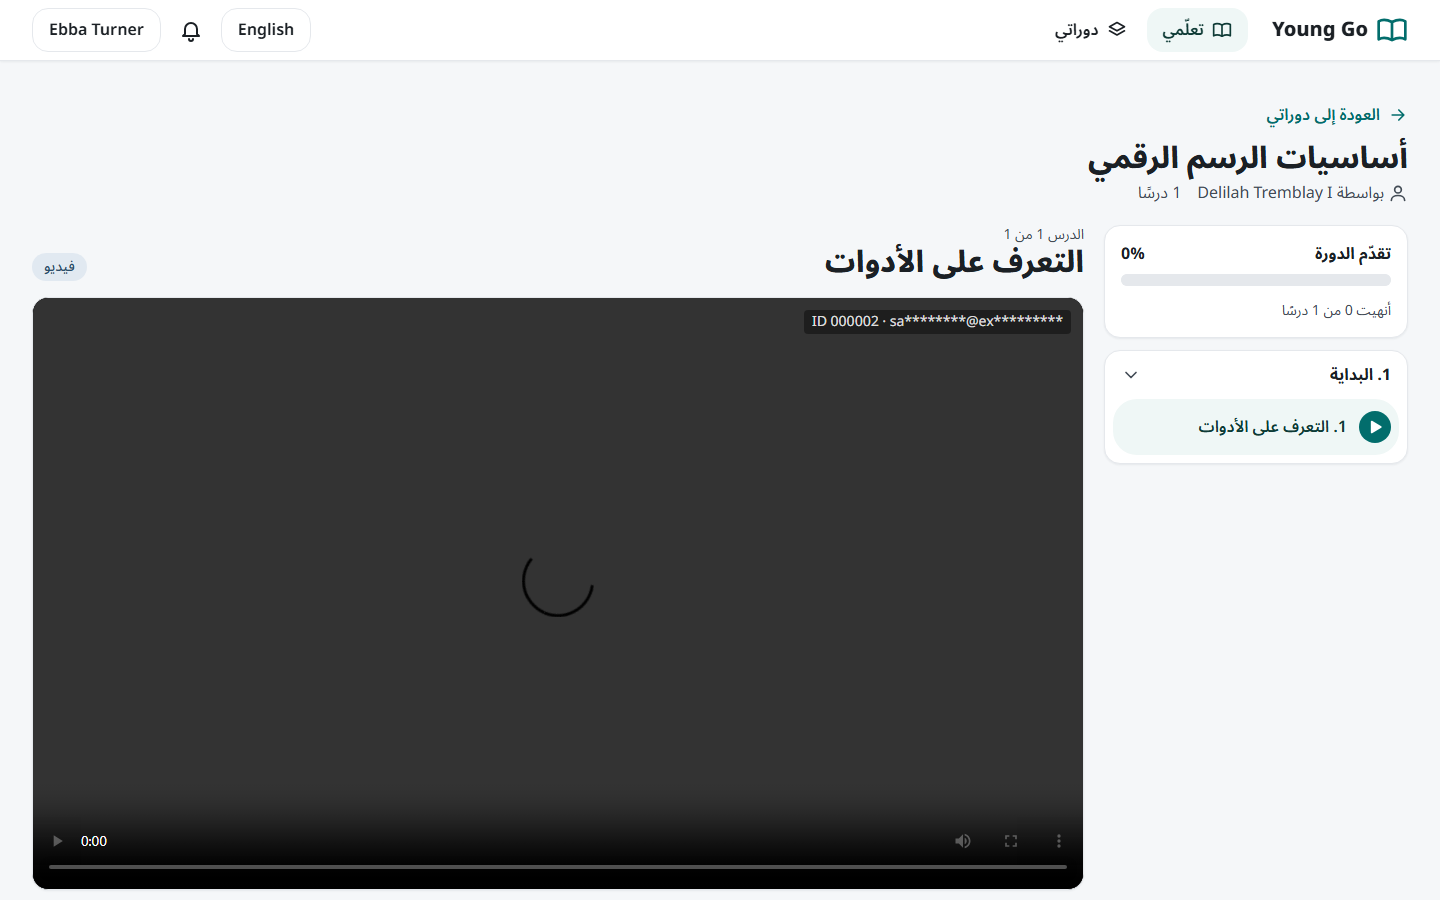 Young Go
تعلّمي
دوراتي
English
Ebba Turner
العودة إلى دوراتي
أساسيات الرسم الرقمي
بواسطة Delilah Tremblay I
1 درسًا
تقدّم الدورة
0%
أنهيت 0 من 1 درسًا
1. البداية
1. التعرف على الأدوات
الدرس 1 من 1
التعرف على الأدوات
فيديو
ID 000002 · sa********@ex*********
0:00